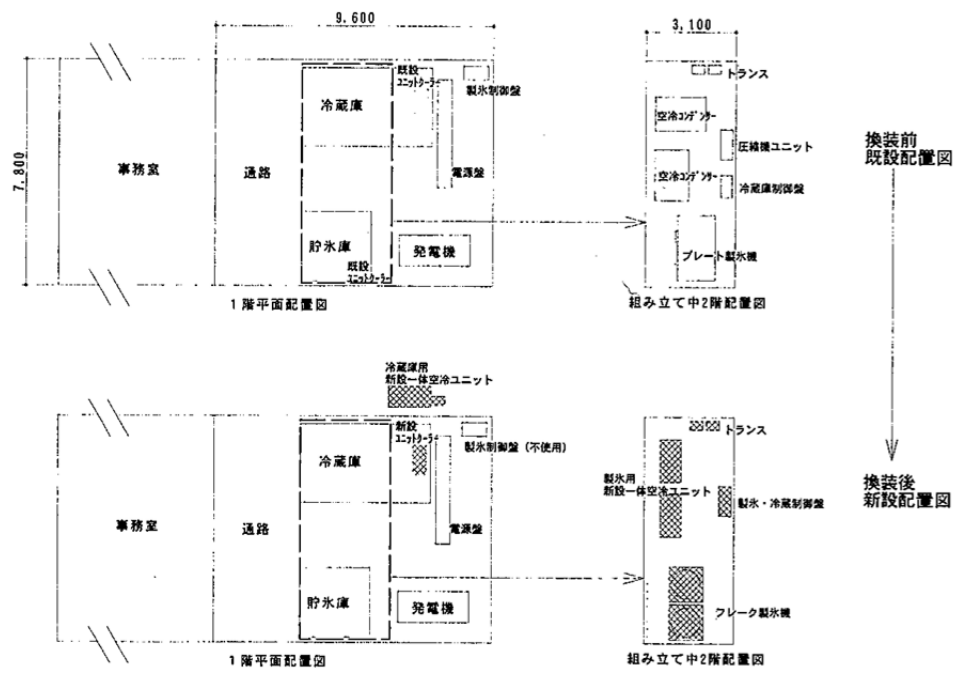 9,600
3,100
7,800
事務室
通路
冷蔵庫
既設
ユニットクーラー
製氷制御盤
電源盤
貯氷庫
既設
ユニットクーラー
発電機
1階平面配置図
トランス
空冷コンデンサー
圧縮機ユニット
空冷コンデンサー
冷蔵庫制御盤
プレート製氷機
組み立て中2階配置図
換装前
既設配置図
冷蔵庫用
新設一体空冷ユニット
事務室
通路
冷蔵庫
新設
ユニットクーラー
製氷制御盤(不使用)
電源盤
貯氷庫
発電機
1階平面配置図
トランス
製氷用
新設一体空冷ユニット
製氷・冷蔵制御盤
フレーク製氷機
組み立て中2階配置図
換装後
新設配置図